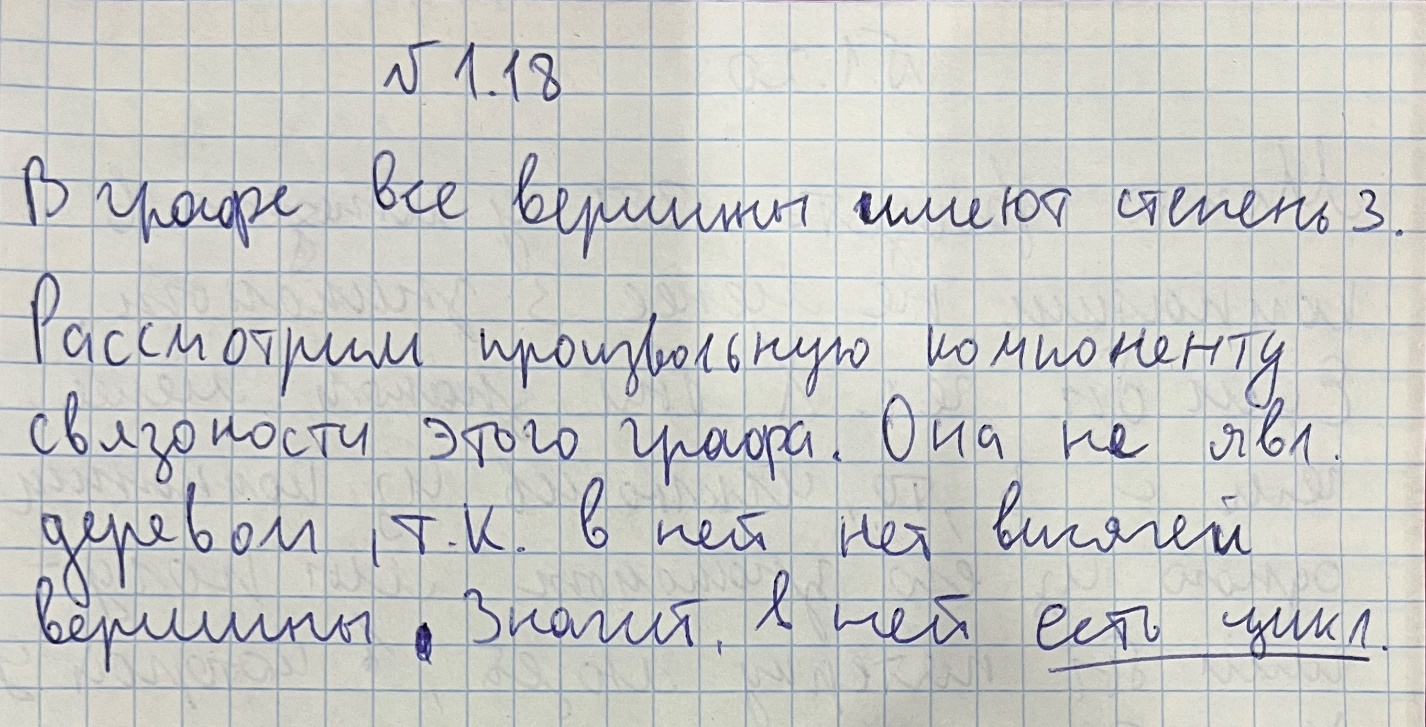 № 1.18
В графе все вершины имеют степень 3.
Рассмотрим произвольную компоненту
связоности этого графа. Она не явл.
деревом, т.к. в ней нет висячей
вершины. Значит, в ней есть цикл.